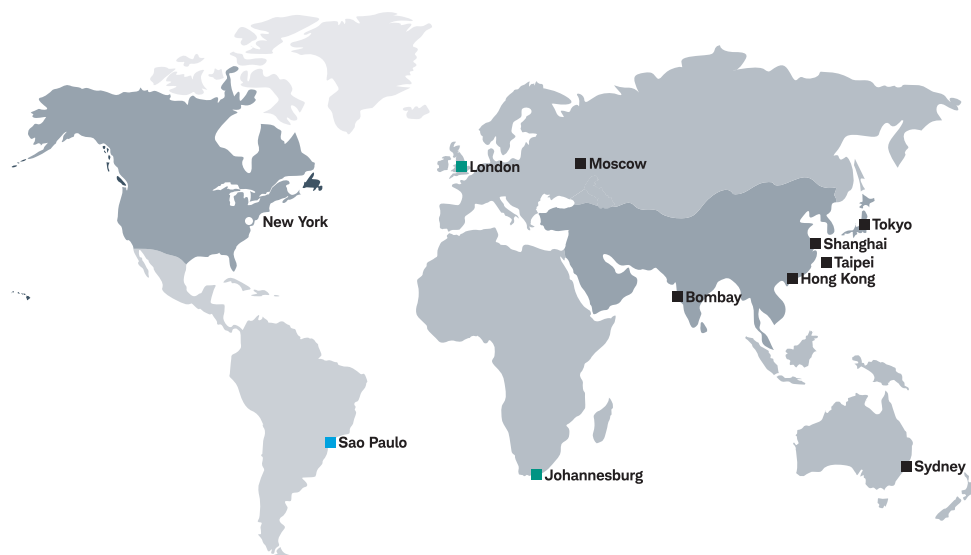 London
Moscow
New York
Tokyo
Shanghai
Taipei
Hong Kong
Bombay
Sao Paulo
Sydney
Johannesburg